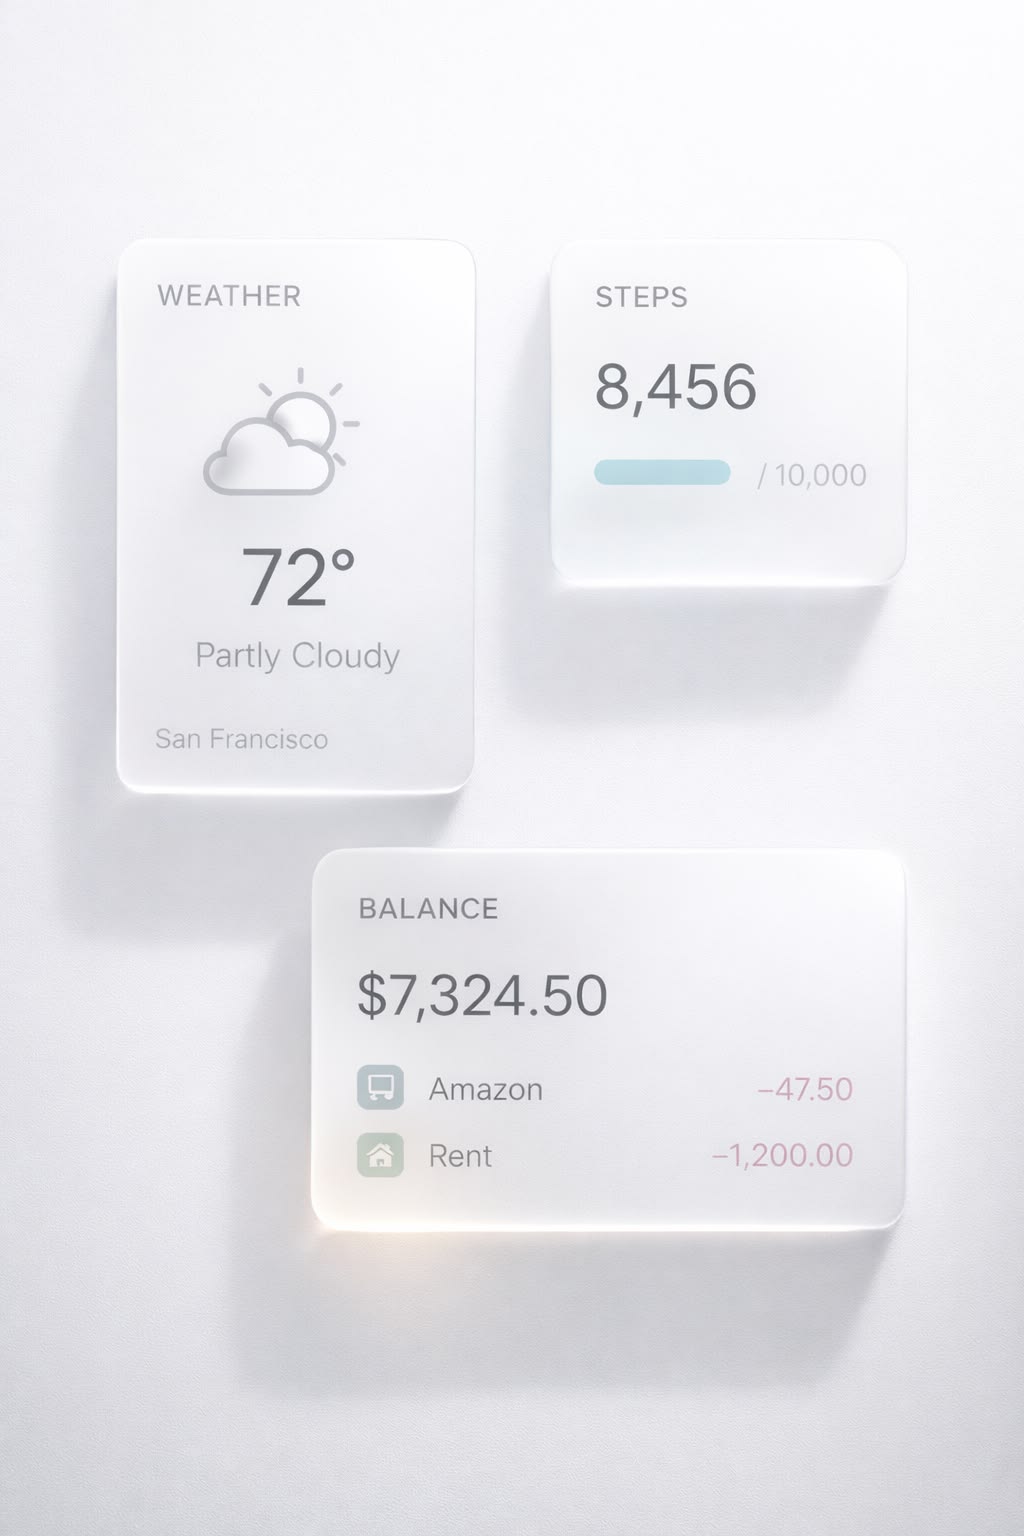 WEATHER
72°
Partly Cloudy
San Francisco
STEPS
8,456
/ 10,000
BALANCE
$7,324.50
Amazon –47.50
Rent –1,200.00